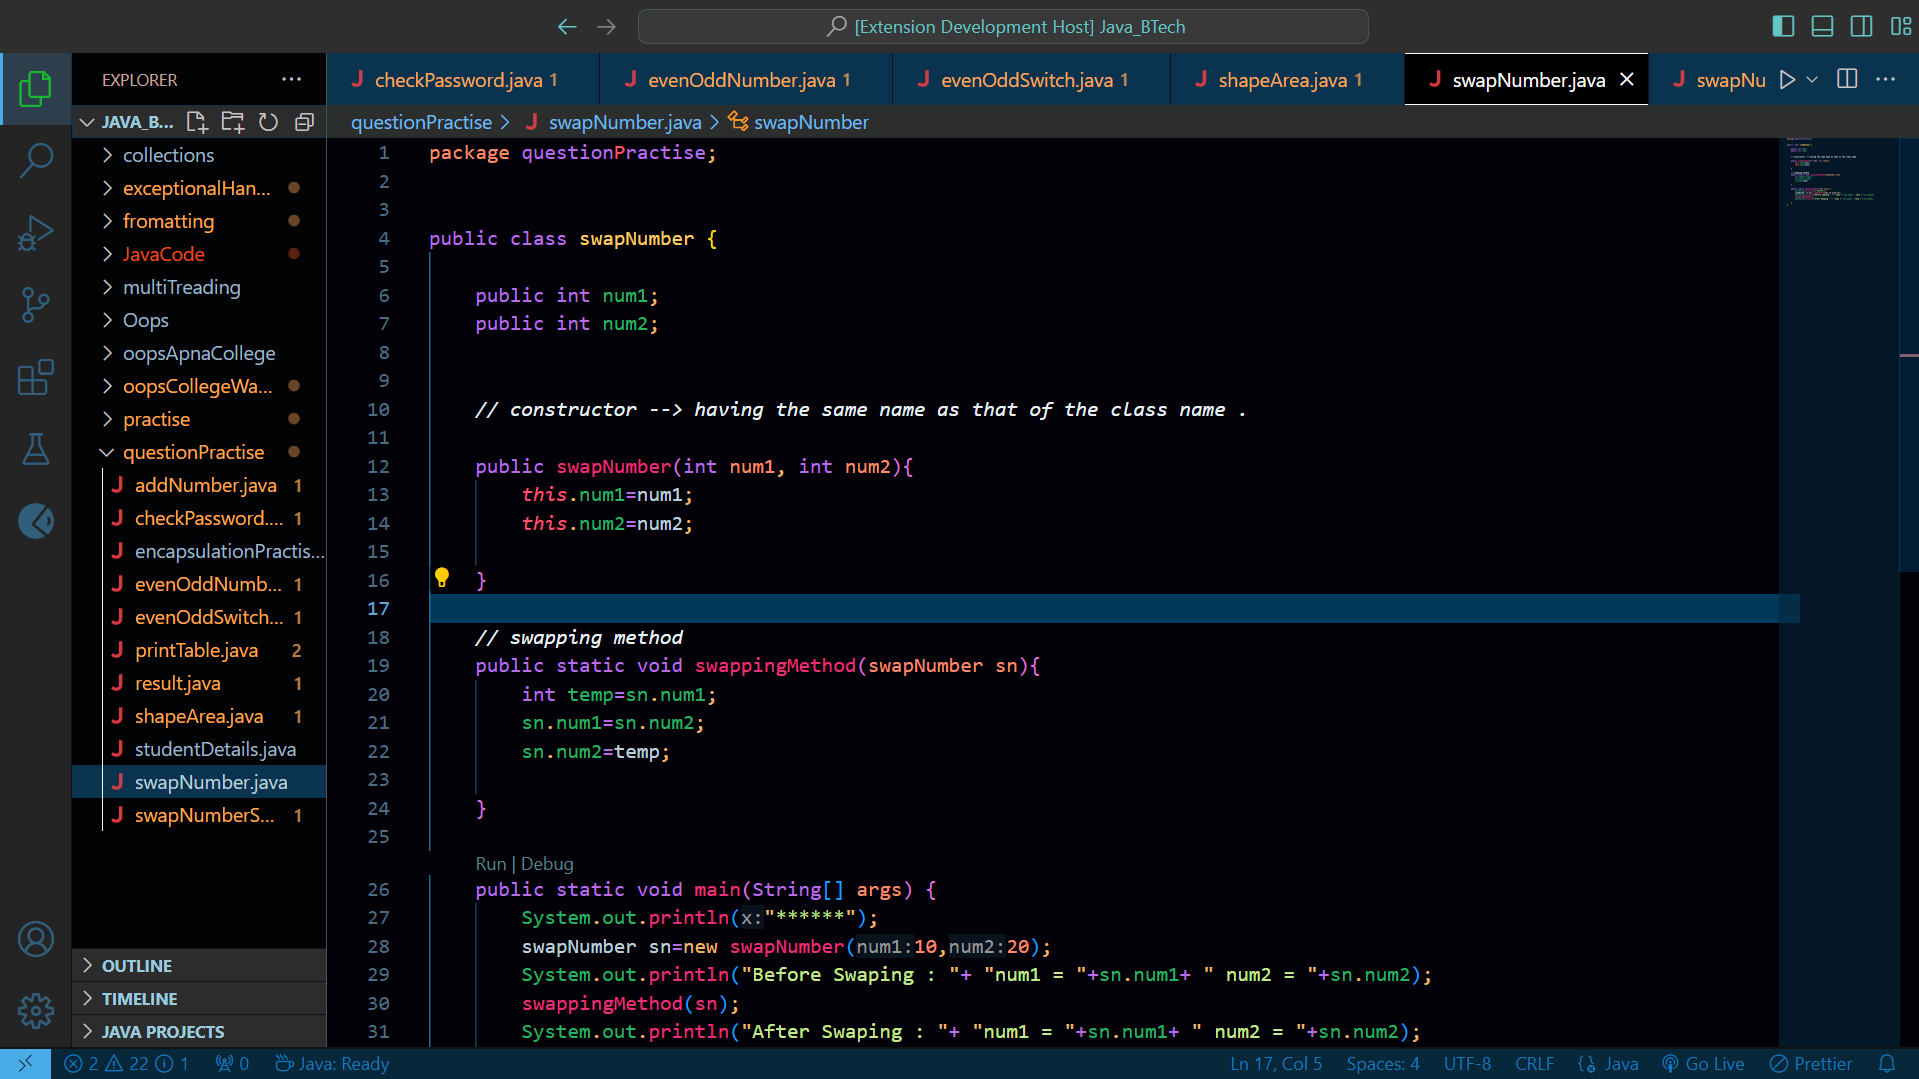 [Extension Development Host] Java_BTech
EXPLORER
checkPassword.java 1
evenOddNumber.java 1
evenOddSwitch.java 1
shapeArea.java 1
swapNumber.java
swapNu
JAVA_B...
questionPractise > swapNumber.java > swapNumber
collections
exceptionalHan...
fromatting
JavaCode
multiTreading
Oops
oopsApnaCollege
oopsCollegeWa...
practise
questionPractise
addNumber.java 1
checkPassword.... 1
encapsulationPractis...
evenOddNumb... 1
evenOddSwitch... 1
printTable.java 2
result.java 1
shapeArea.java 1
studentDetails.java
swapNumber.java
swapNumberS... 1
OUTLINE
TIMELINE
JAVA PROJECTS
1 package questionPractise;
2
3
4 public class swapNumber {
5
6 public int num1;
7 public int num2;
8
9
10 // constructor --> having the same name as that of the class name .
11
12 public swapNumber(int num1, int num2){
13 this.num1=num1;
14 this.num2=num2;
15
16 }
17
18 // swapping method
19 public static void swappingMethod(swapNumber sn){
20 int temp=sn.num1;
21 sn.num1=sn.num2;
22 sn.num2=temp;
23
24 }
25
Run | Debug
26 public static void main(String[] args) {
27 System.out.println(x:"******");
28 swapNumber sn=new swapNumber(num1:10,num2:20);
29 System.out.println("Before Swaping : "+ "num1 = "+sn.num1+ " num2 = "+sn.num2);
30 swappingMethod(sn);
31 System.out.println("After Swaping : "+ "num1 = "+sn.num1+ " num2 = "+sn.num2);
2 22 1 0 Java: Ready Ln 17, Col 5 Spaces: 4 UTF-8 CRLF Java Go Live Prettier